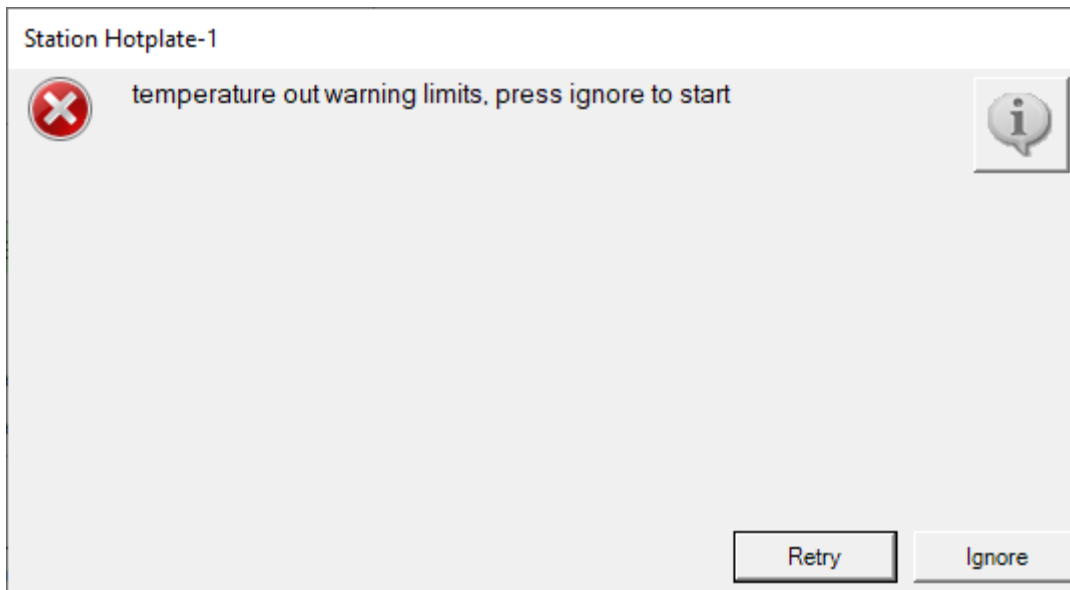 Station Hotplate-1
temperature out warning limits, press ignore to start
Retry
Ignore